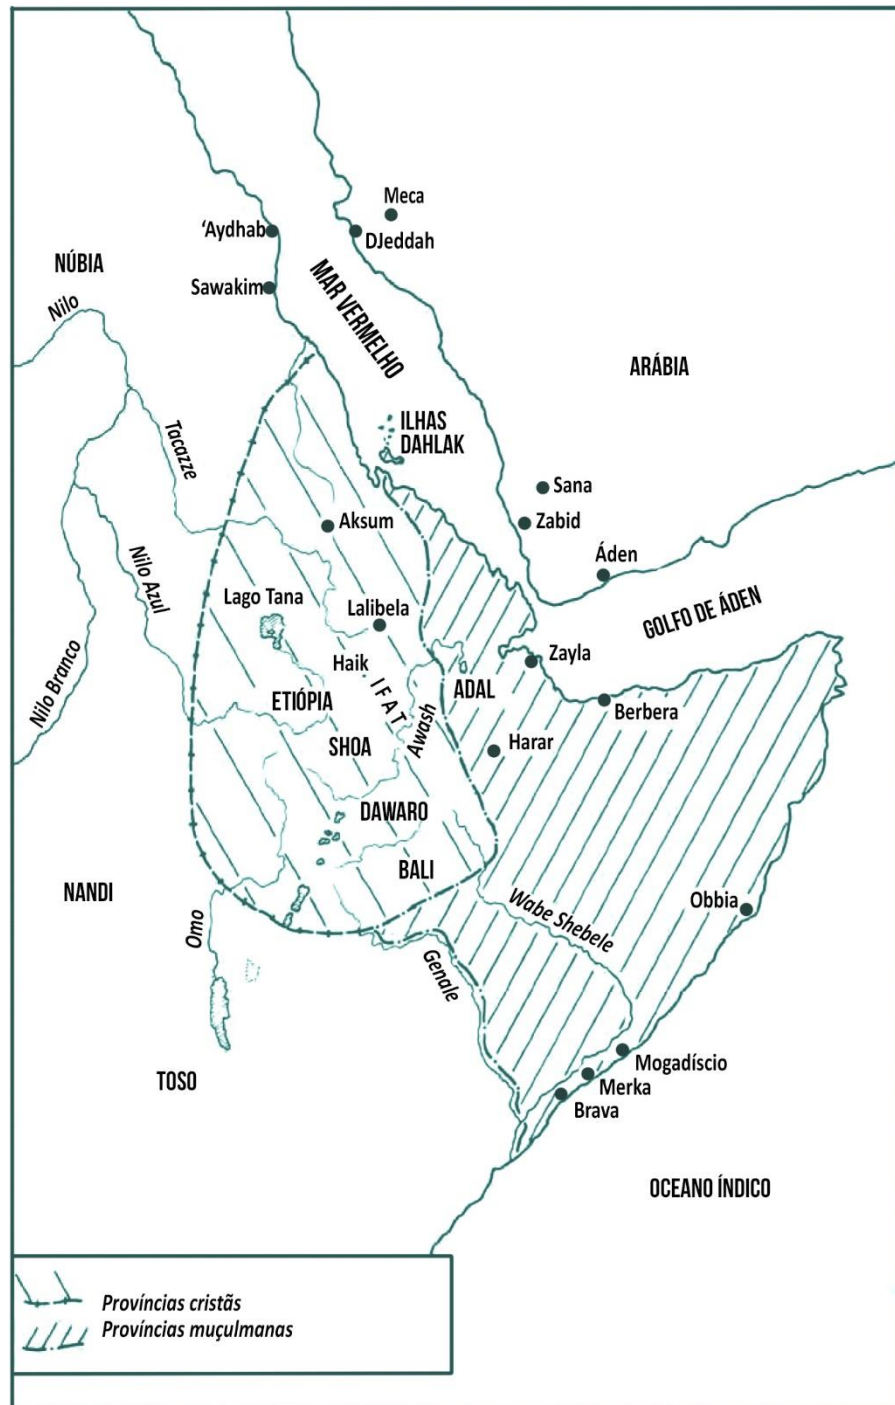 Meca
'Aydhab
DJeddah
NÚBIA
Sawakim
Nilo
MAR VERMELHO
ARÁBIA
ILHAS
DAHLAK
Tacazze
Sana
Aksum
Zabid
Nilo Azul
Áden
Lago Tana
Lalibela
GOLFO DE ÁDEN
Nilo Branco
Haik
Zayla
IFAT
ADAL
ETIÓPIA
Awash
Berbera
SHOA
Harar
DAWARO
BALI
NANDI
Omo
Wabe Shebele
Obbia
Genale
Mogadíscio
TOSO
Merka
Brava
OCEANO ÍNDICO
Províncias cristãs
Províncias muçulmanas